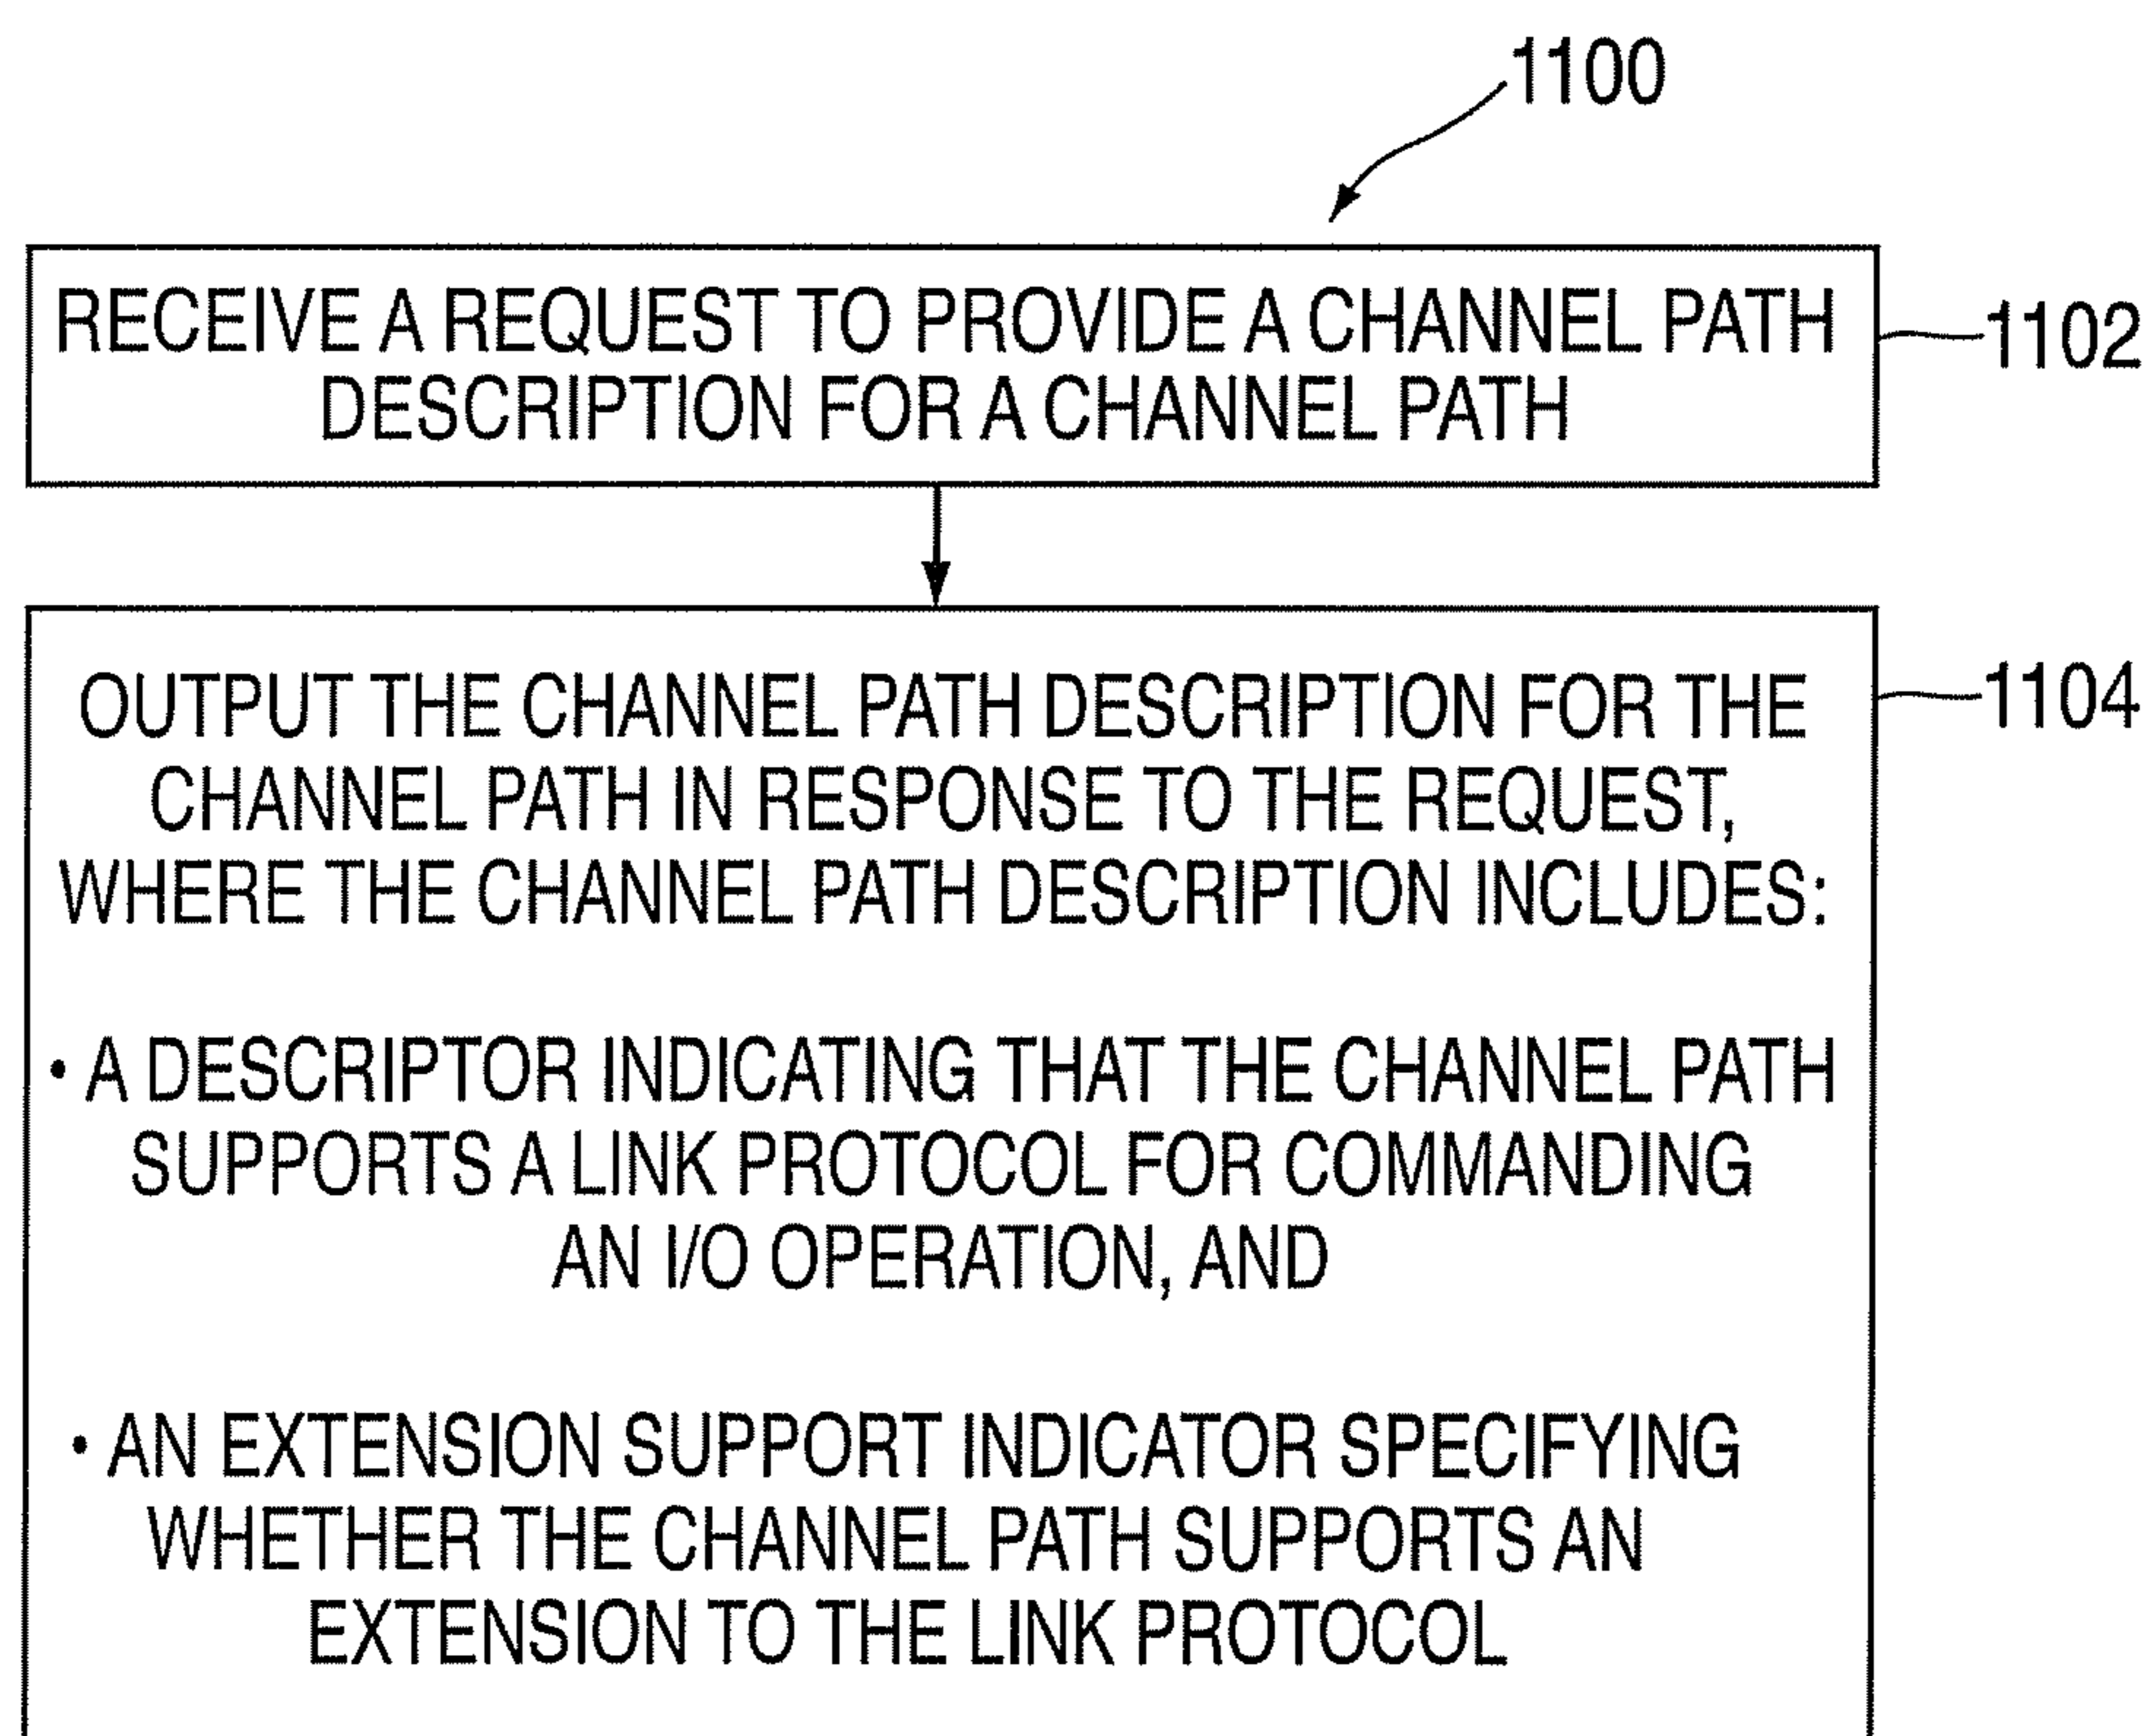 1100
RECEIVE A REQUEST TO PROVIDE A CHANNEL PATH
DESCRIPTION FOR A CHANNEL PATH
1102
OUTPUT THE CHANNEL PATH DESCRIPTION FOR THE
CHANNEL PATH IN RESPONSE TO THE REQUEST,
WHERE THE CHANNEL PATH DESCRIPTION INCLUDES:
1104
• A DESCRIPTOR INDICATING THAT THE CHANNEL PATH
SUPPORTS A LINK PROTOCOL FOR COMMANDING
AN I/O OPERATION, AND
• AN EXTENSION SUPPORT INDICATOR SPECIFYING
WHETHER THE CHANNEL PATH SUPPORTS AN
EXTENSION TO THE LINK PROTOCOL